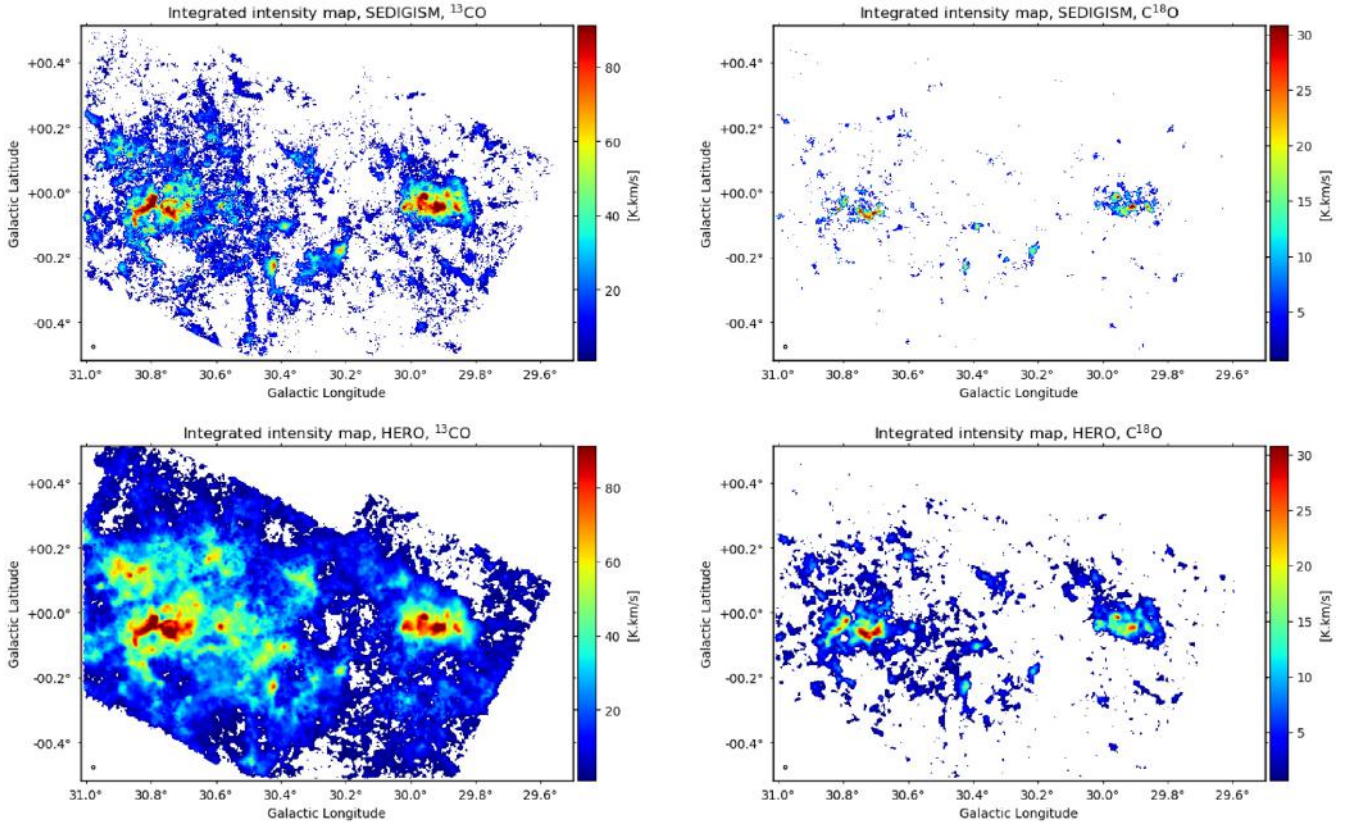 Integrated intensity map, SEDIGISM, ¹³CO
Galactic Latitude
+00.4°
+00.2°
+00.0°
-00.2°
-00.4°
31.0° 30.8° 30.6° 30.4° 30.2° 30.0° 29.8° 29.6°
Galactic Longitude
80
60
40
20
[K.km/s]
Integrated intensity map, SEDIGISM, C¹⁸O
Galactic Latitude
+00.4°
+00.2°
+00.0°
-00.2°
-00.4°
31.0° 30.8° 30.6° 30.4° 30.2° 30.0° 29.8° 29.6°
Galactic Longitude
30
25
20
15
10
5
[K.km/s]
Integrated intensity map, HERO, ¹³CO
Galactic Latitude
+00.4°
+00.2°
+00.0°
-00.2°
-00.4°
31.0° 30.8° 30.6° 30.4° 30.2° 30.0° 29.8° 29.6°
Galactic Longitude
80
60
40
20
[K.km/s]
Integrated intensity map, HERO, C¹⁸O
Galactic Latitude
+00.4°
+00.2°
+00.0°
-00.2°
-00.4°
31.0° 30.8° 30.6° 30.4° 30.2° 30.0° 29.8° 29.6°
Galactic Longitude
30
25
20
15
10
5
[K.km/s]